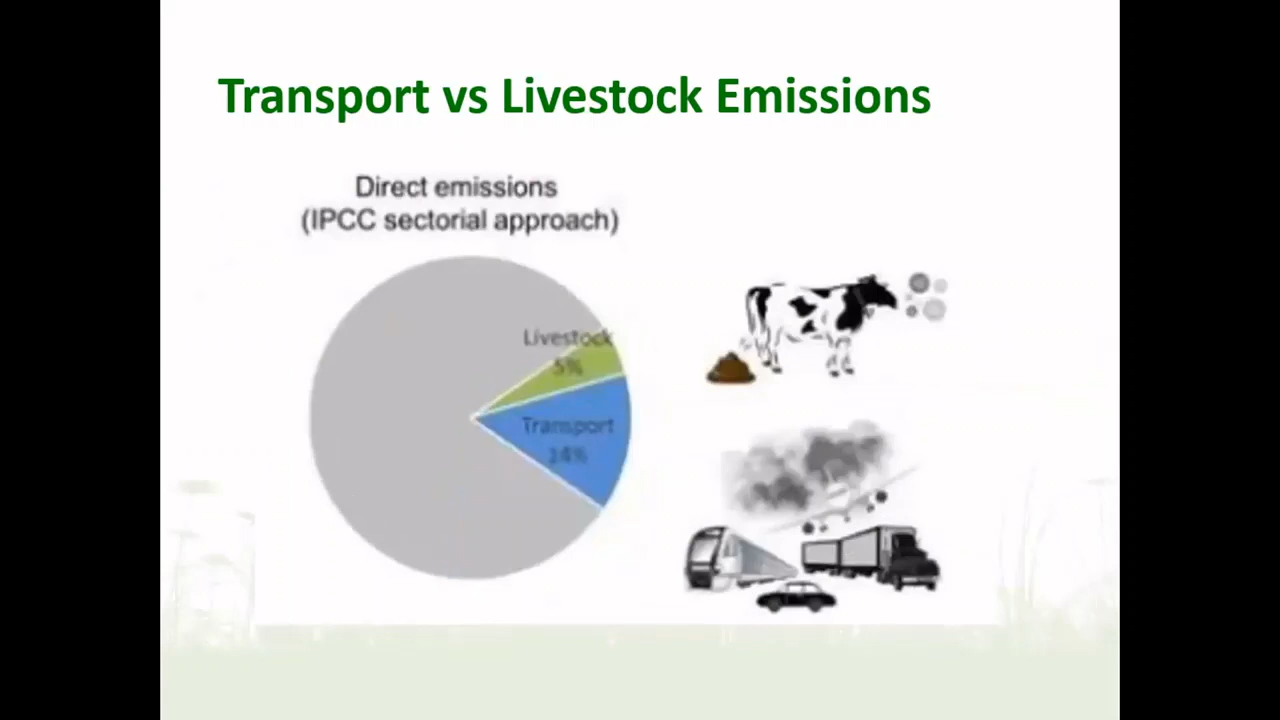 Transport vs Livestock Emissions
Direct emissions
(IPCC sectorial approach)
Livestock
5%
Transport
14%